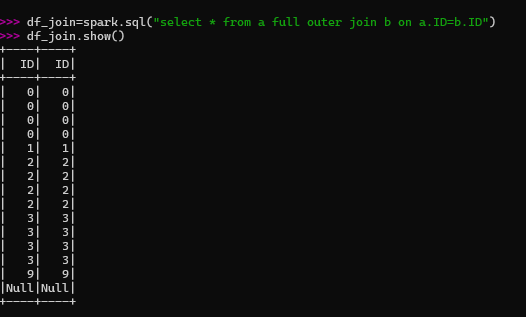 >>> df_join=spark.sql("select * from a full outer join b on a.ID=b.ID")
>>> df_join.show()
+----+----+
|  ID|  ID|
+----+----+
|   0|   0|
|   0|   0|
|   0|   0|
|   0|   0|
|   1|   1|
|   2|   2|
|   2|   2|
|   2|   2|
|   2|   2|
|   3|   3|
|   3|   3|
|   3|   3|
|   3|   3|
|   9|   9|
|Null|Null|
+----+----+